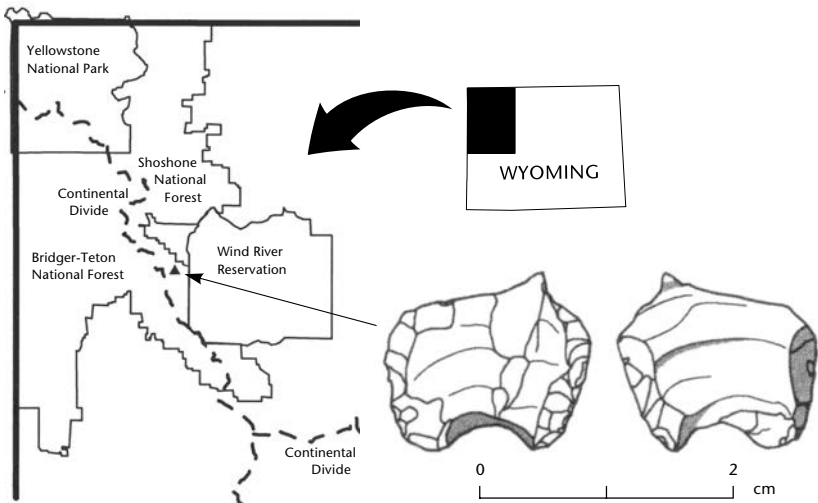 Yellowstone
National Park
WYOMING
Shoshone
National
Forest
Continental
Divide
Bridger-Teton
National Forest
Wind River
Reservation
Continental
Divide
0
2
cm